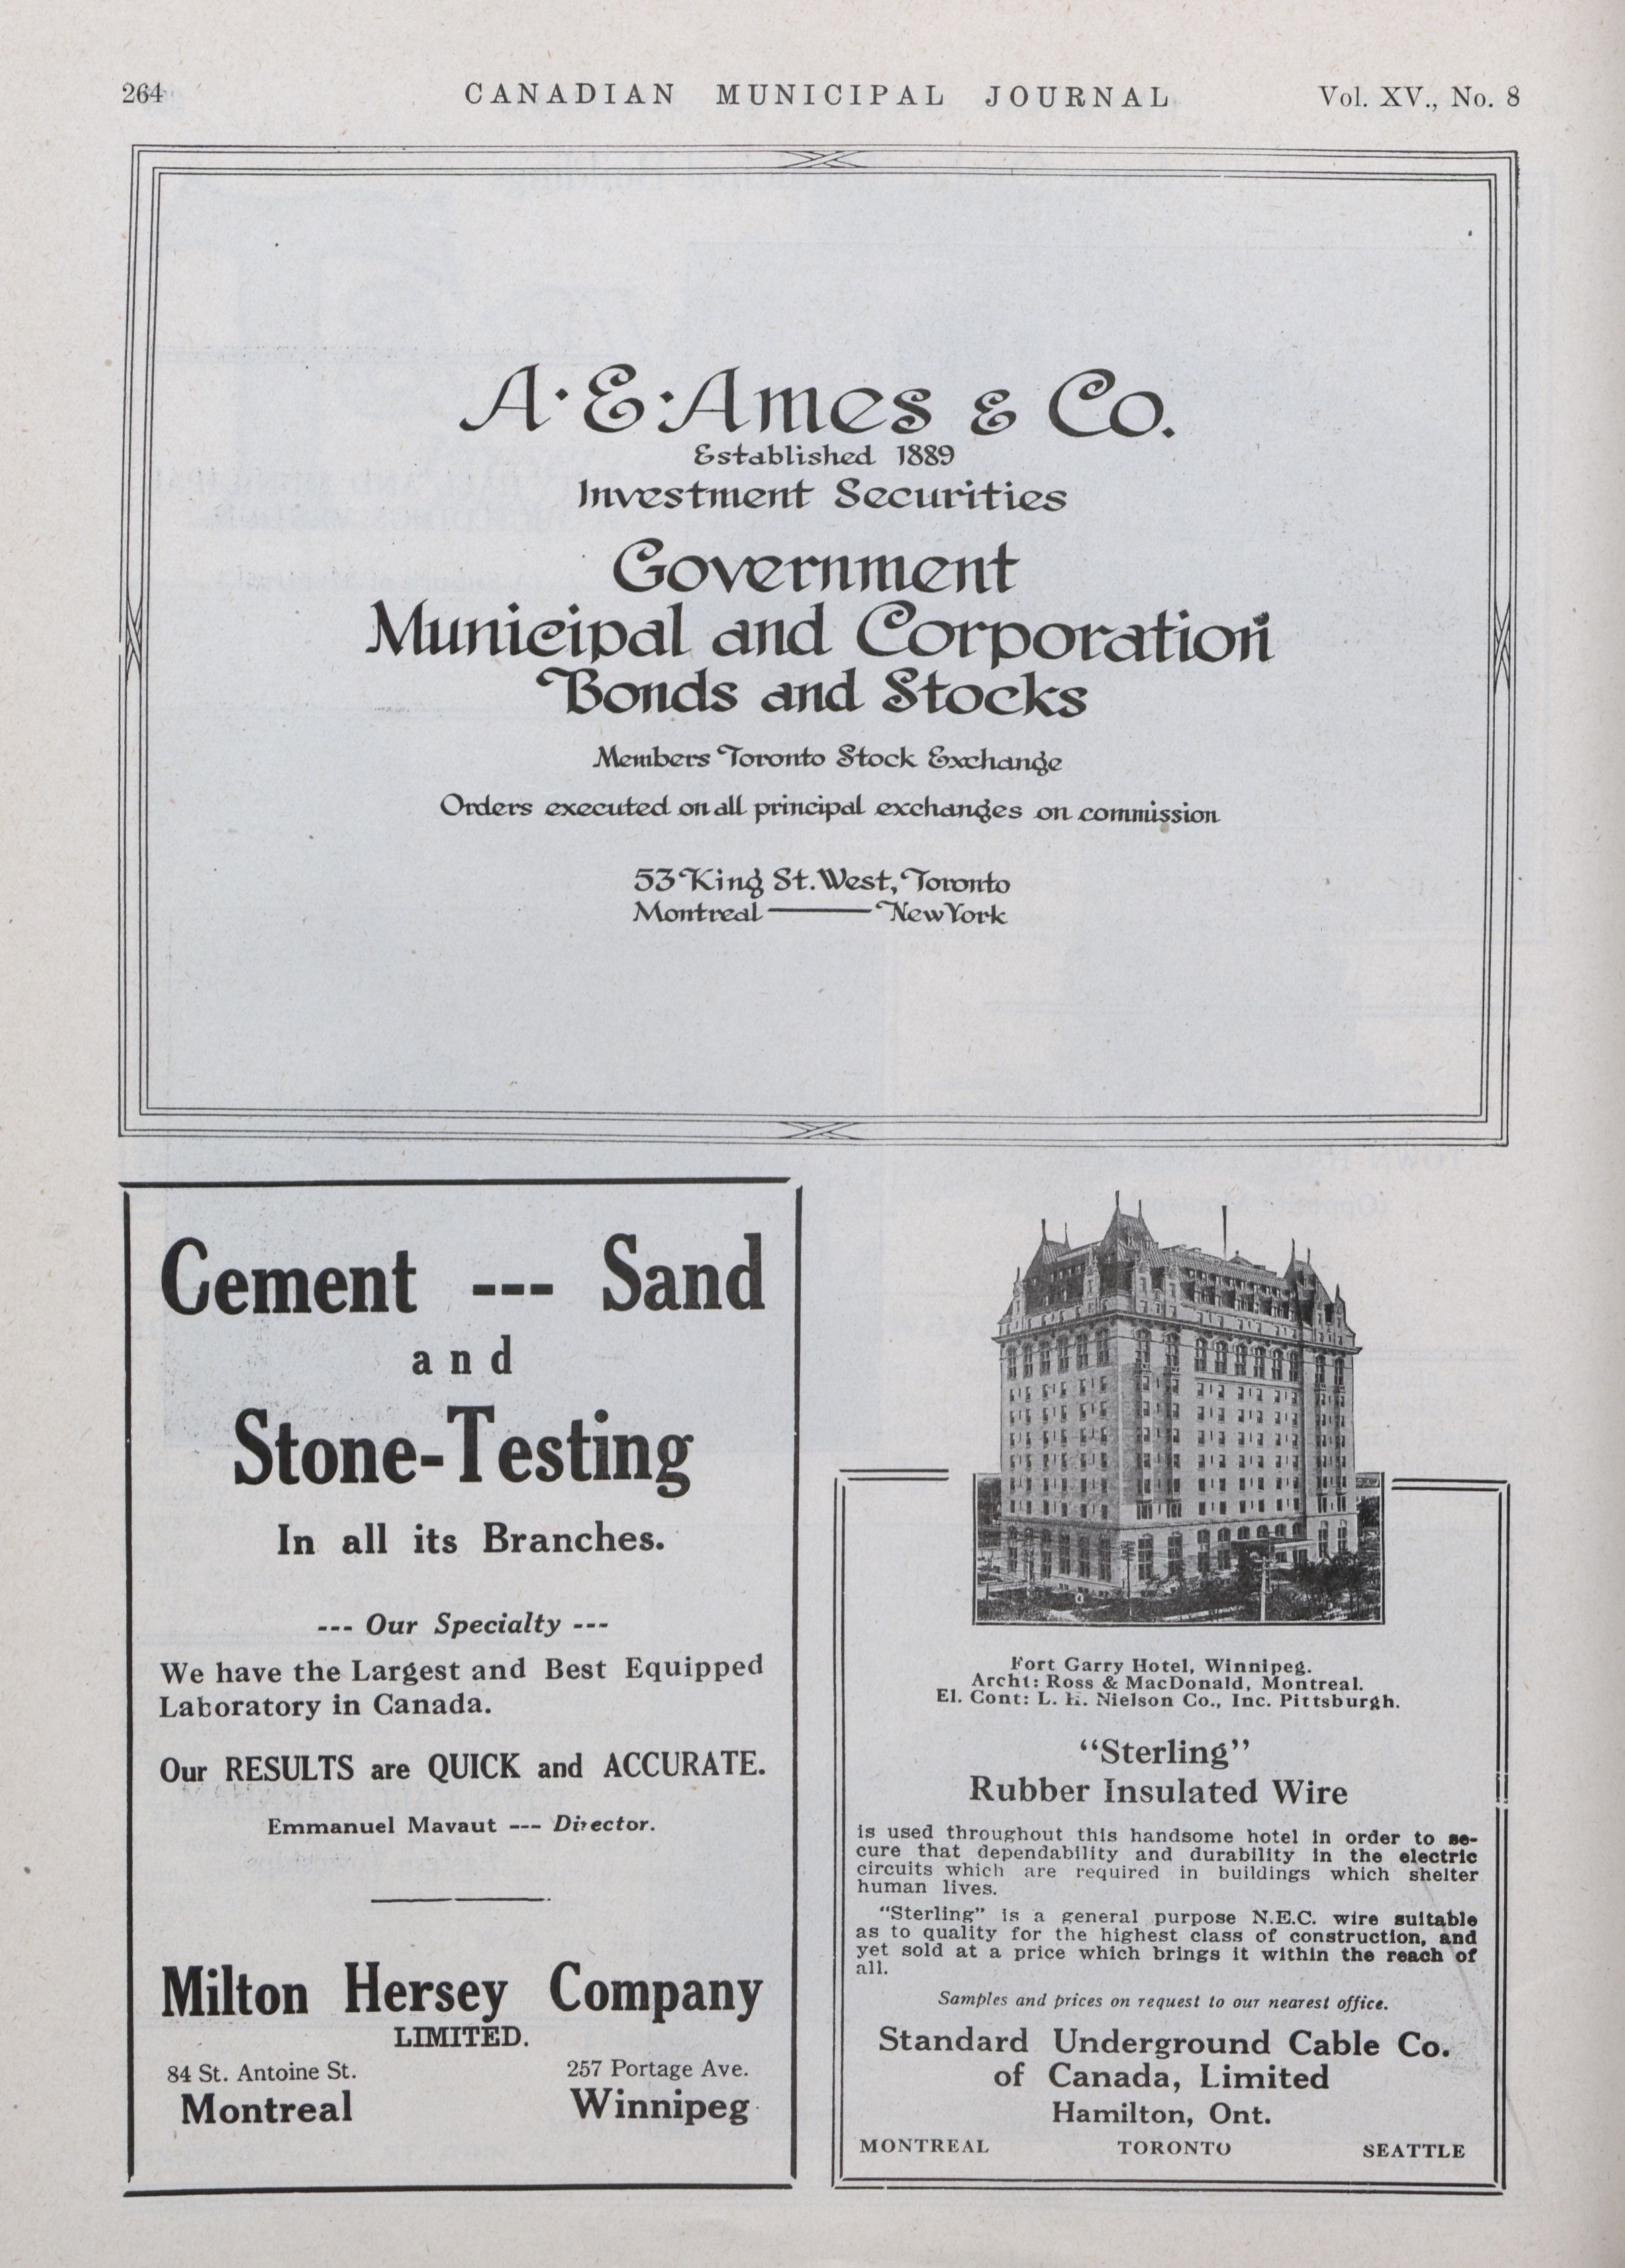 264 CANADIAN MUNICIPAL JOURNAL Vol. XV., No. 8
A·E·Ames & Co.
Established 1889
Investment Securities
Government
Municipal and Corporation
Bonds and Stocks
Members Toronto Stock Exchange
Orders executed on all principal exchanges on commission
53 King St. West, Toronto
Montreal ——— New York
Cement --- Sand
and
Stone-Testing
In all its Branches.
--- Our Specialty ---
We have the Largest and Best Equipped
Laboratory in Canada.
Our RESULTS are QUICK and ACCURATE.
Emmanuel Mavaut --- Director.
Milton Hersey Company
LIMITED.
84 St. Antoine St. 257 Portage Ave.
Montreal Winnipeg
Fort Garry Hotel, Winnipeg.
Archt: Ross & MacDonald, Montreal.
El. Cont: L. Nielson Co., Inc. Pittsburgh.
"Sterling"
Rubber Insulated Wire
is used throughout this handsome hotel in order to se-
cure that dependability and durability in the electric
circuits which are required in buildings which shelter
human lives.
"Sterling" is a general purpose N.E.C. wire suitable
as to quality for the highest class of construction, and
yet sold at a price which brings it within the reach of
all.
Samples and prices on request to our nearest office.
Standard Underground Cable Co.
of Canada, Limited
Hamilton, Ont.
MONTREAL TORONTO SEATTLE